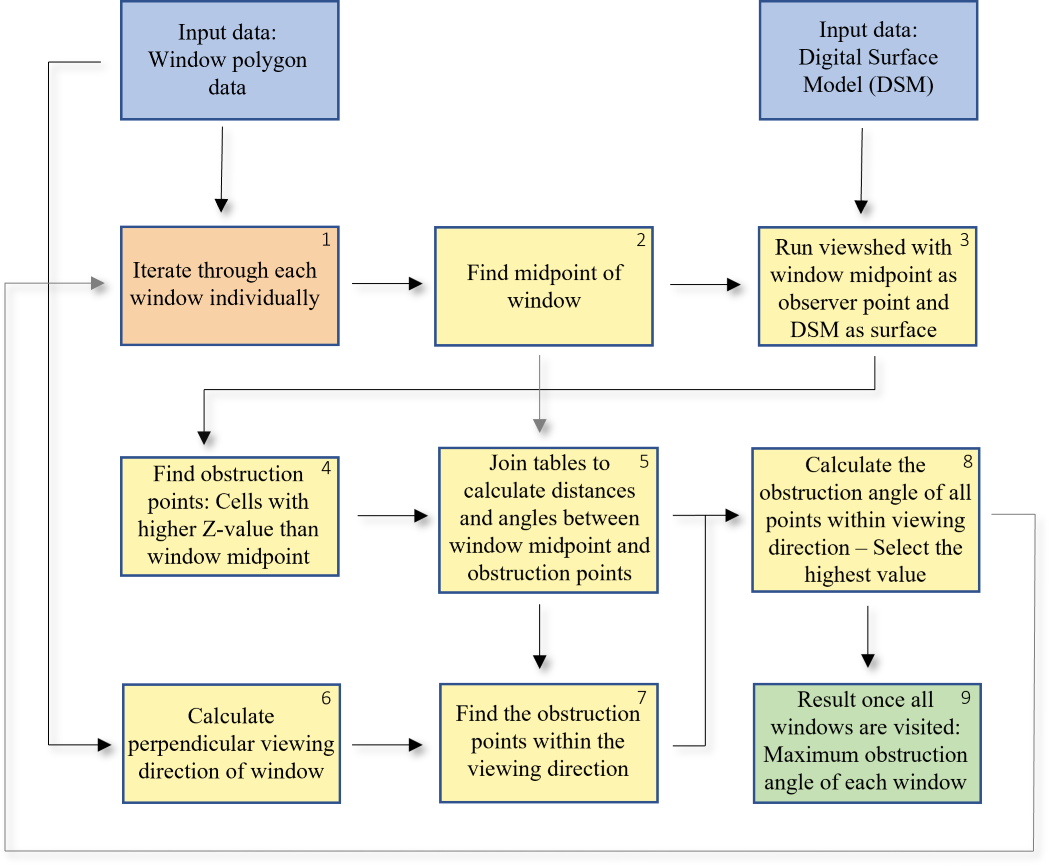 Input data:
Window polygon
data
Input data:
Digital Surface
Model (DSM)
1
Iterate through each
window individually
2
Find midpoint of
window
3
Run viewshed with
window midpoint as
observer point and
DSM as surface
4
Find obstruction
points: Cells with
higher Z-value than
window midpoint
5
Join tables to
calculate distances
and angles between
window midpoint and
obstruction points
8
Calculate the
obstruction angle of all
points within viewing
direction – Select the
highest value
6
Calculate
perpendicular viewing
direction of window
7
Find the obstruction
points within the
viewing direction
9
Result once all
windows are visited:
Maximum obstruction
angle of each window